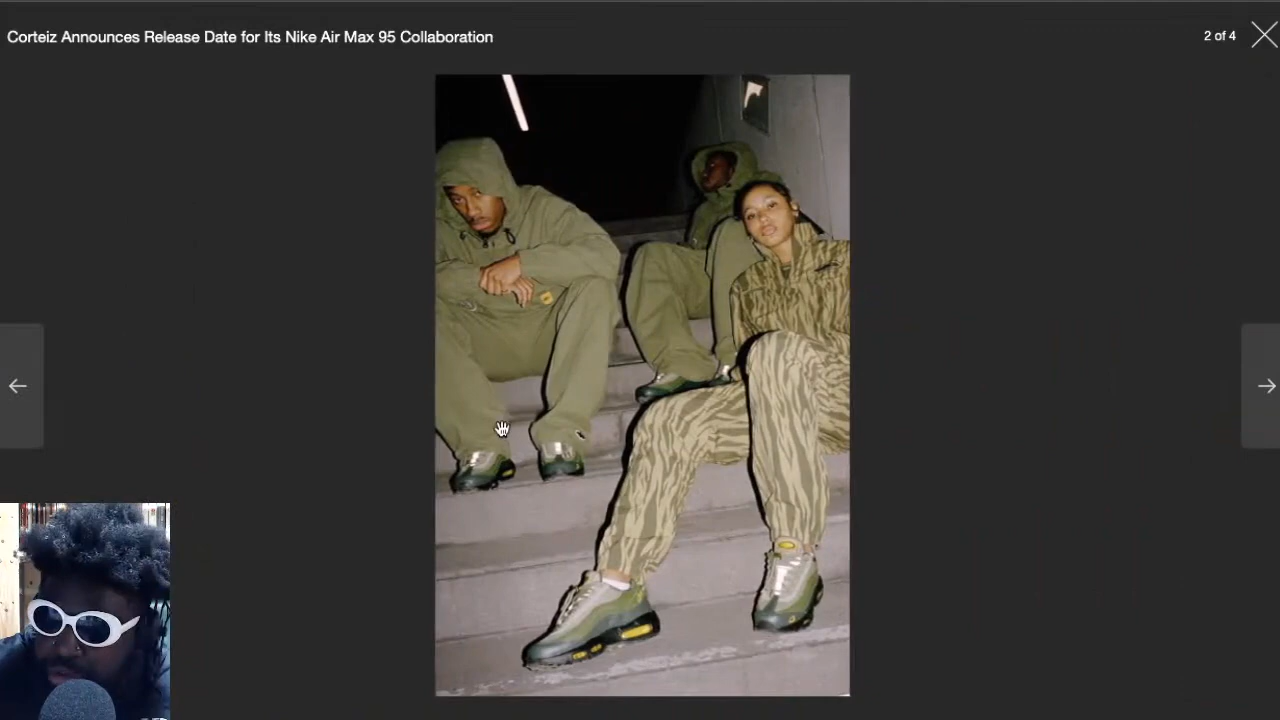 Corteiz Announces Release Date for Its Nike Air Max 95 Collaboration
2 of 4